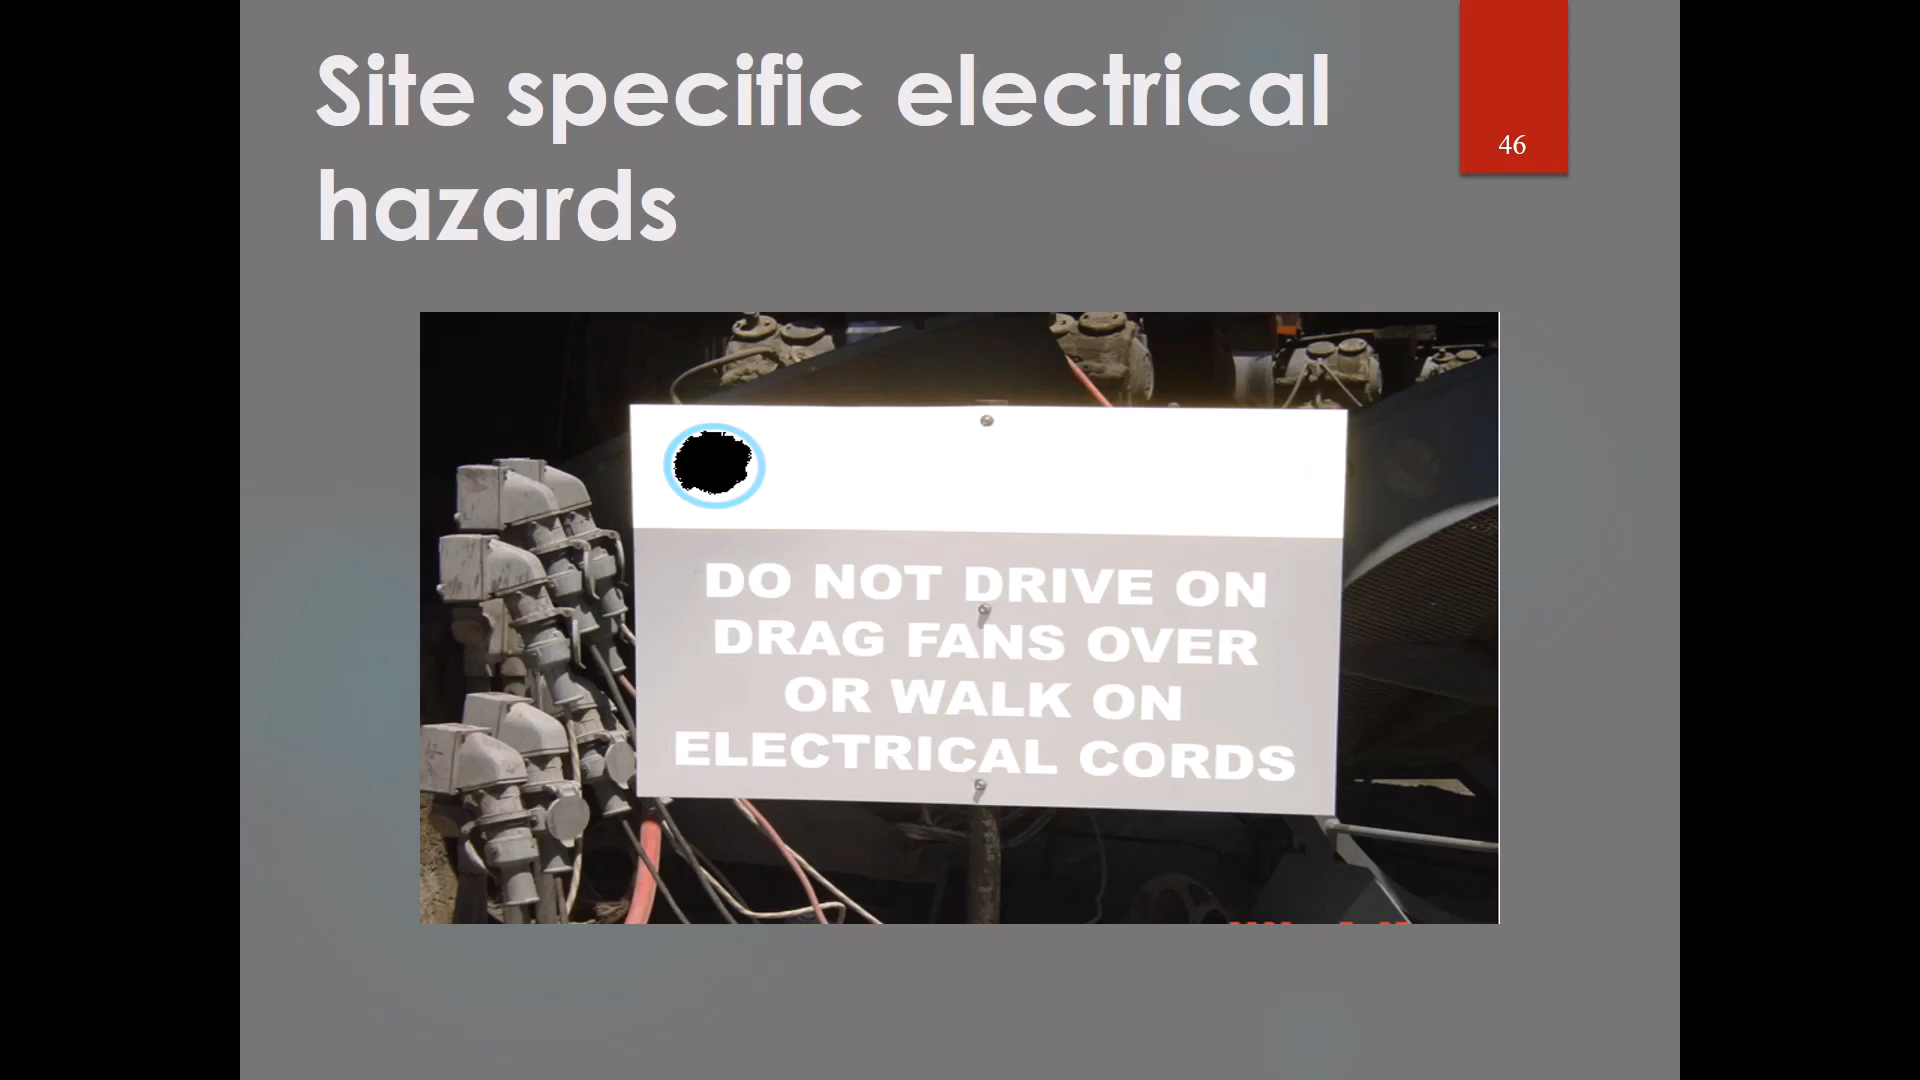 Site specific electrical
hazards
46
DO NOT DRIVE ON
DRAG FANS OVER
OR WALK ON
ELECTRICAL CORDS